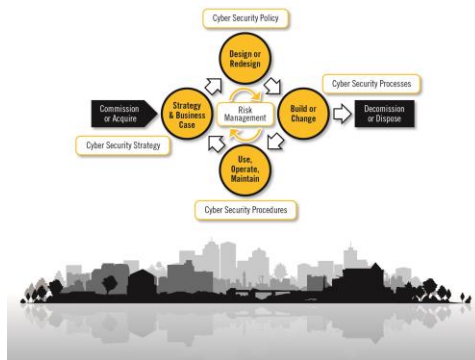 Cyber Security Policy
Design or
Redesign
Cyber Security Processes
Commission
or Acquire
Strategy
& Business
Case
Risk
Management
Build or
Change
Decomission
or Dispose
Cyber Security Strategy
Use,
Operate,
Maintain
Cyber Security Procedures